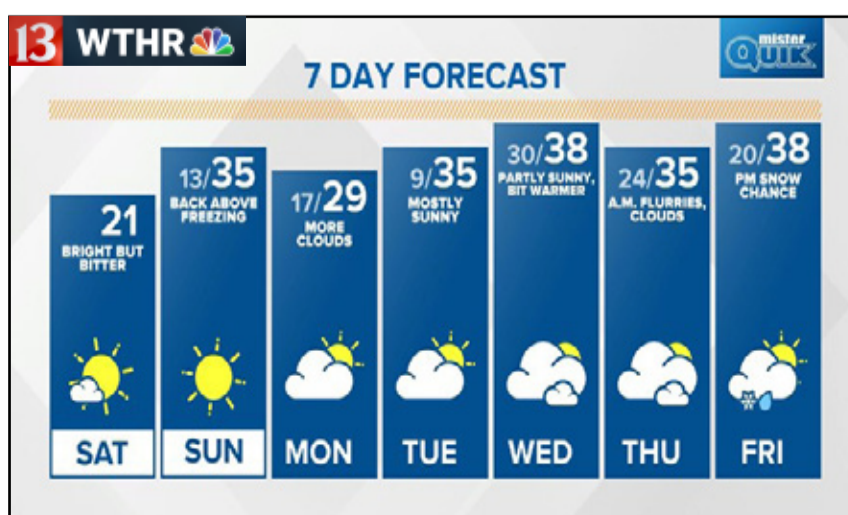 13 WTHR
mister
QUIK
7 DAY FORECAST
21
BRIGHT BUT
BITTER
SAT
13/35
BACK ABOVE
FREEZING
SUN
17/29
MORE
CLOUDS
MON
9/35
MOSTLY
SUNNY
TUE
30/38
PARTLY SUNNY,
BIT WARMER
WED
24/35
A.M. FLURRIES,
CLOUDS
THU
20/38
PM SNOW
CHANCE
FRI